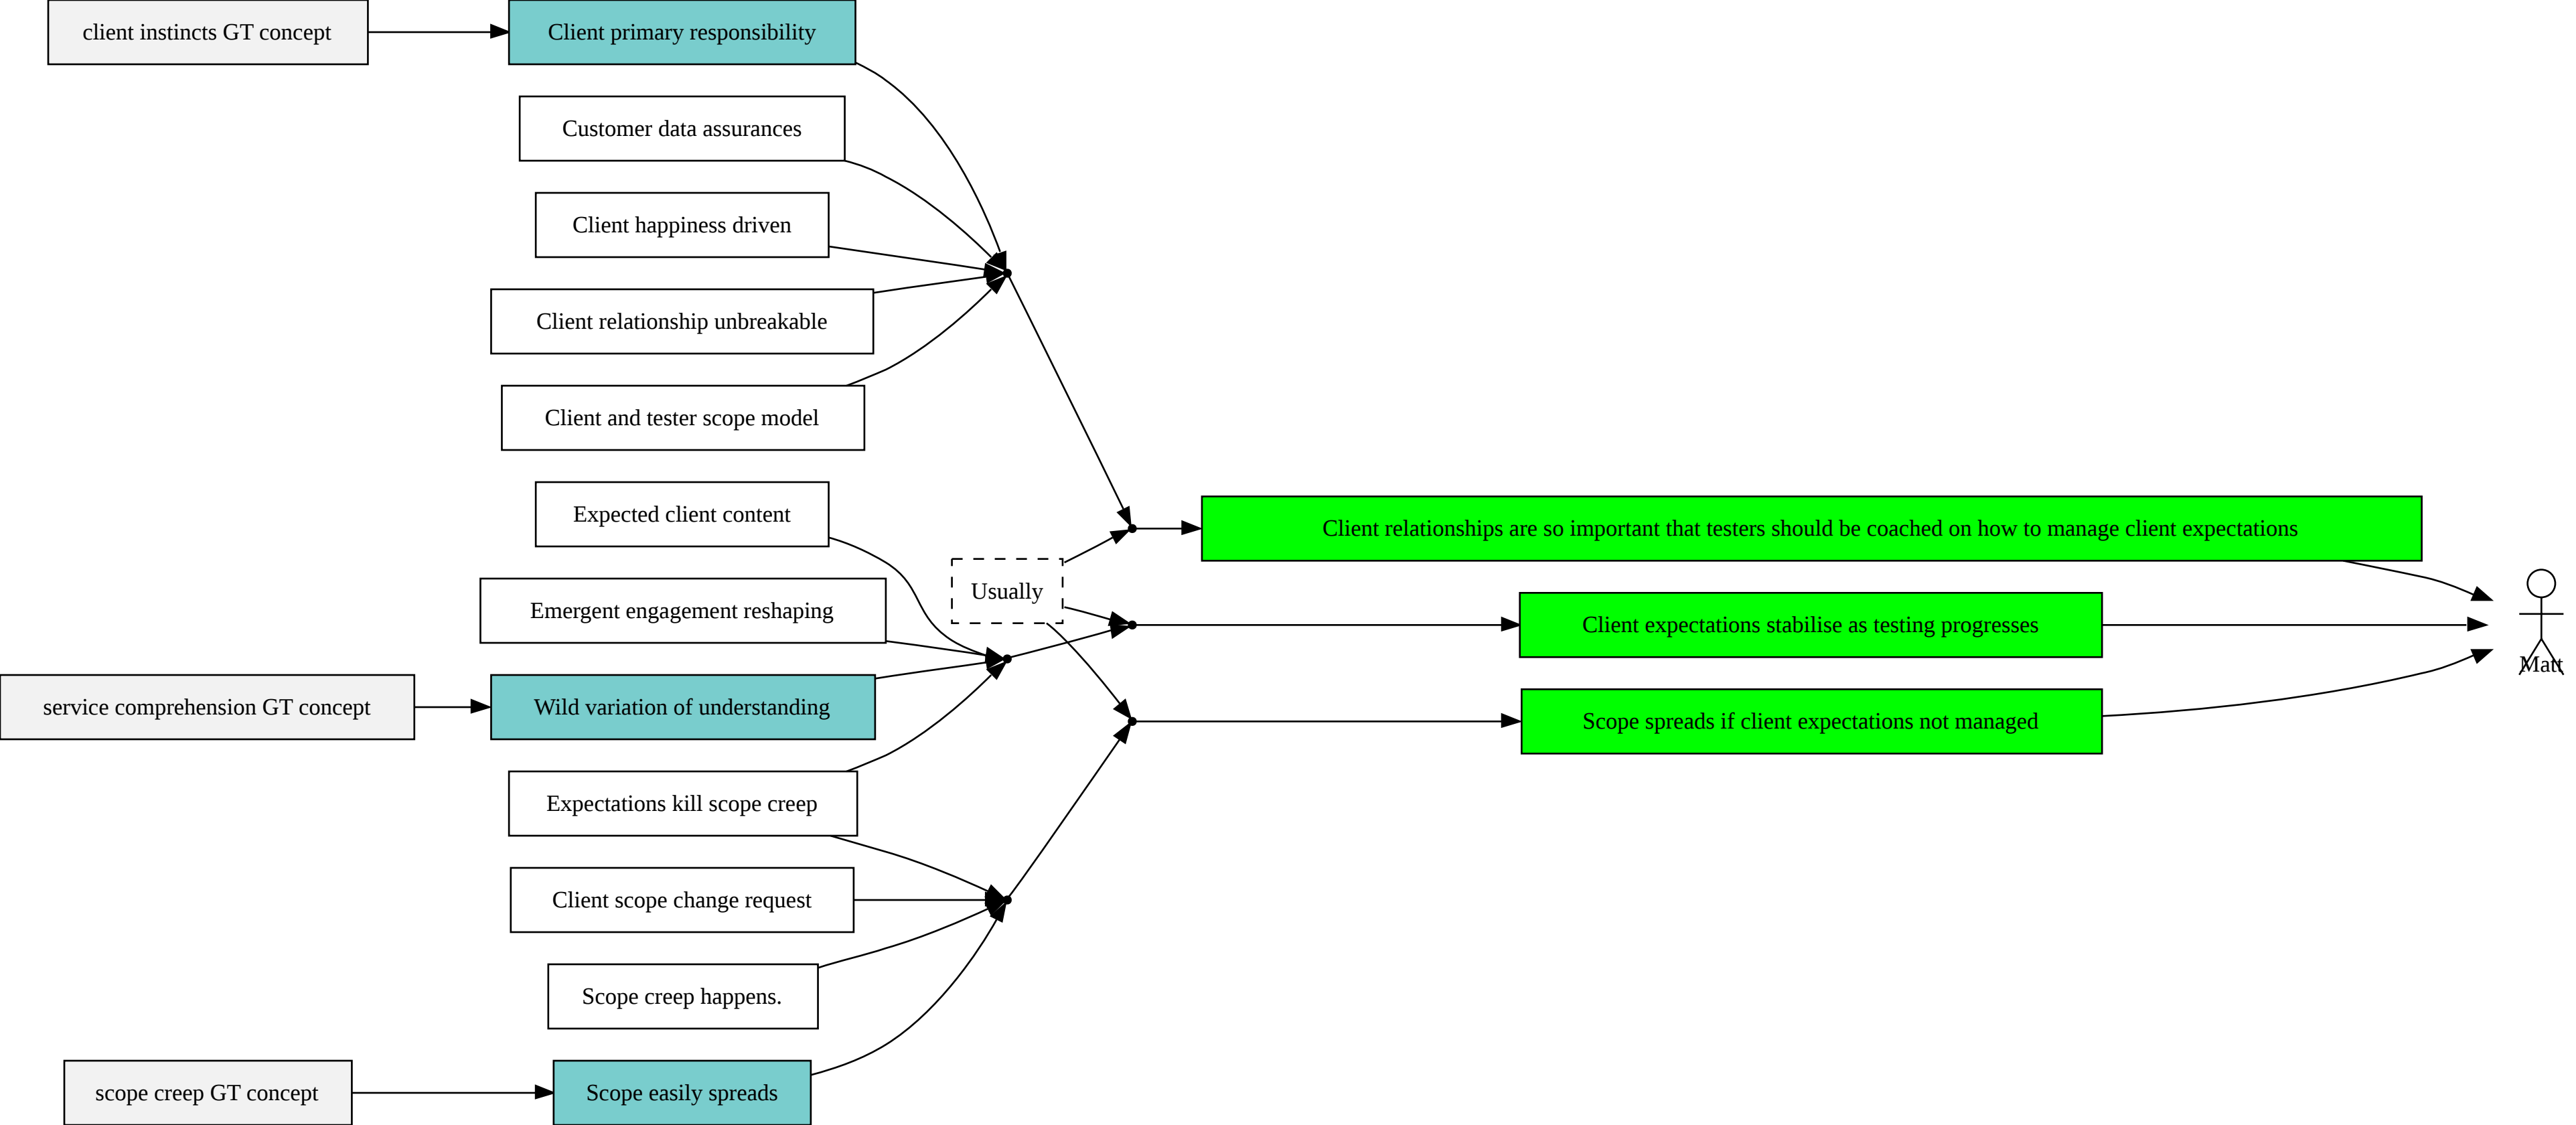 client instincts GT concept
Client primary responsibility
Customer data assurances
Client happiness driven
Client relationship unbreakable
Client and tester scope model
Expected client content
Client relationships are so important that testers should be coached on how to manage client expectations
Usually
Emergent engagement reshaping
Client expectations stabilise as testing progresses
Matt
service comprehension GT concept
Wild variation of understanding
Scope spreads if client expectations not managed
Expectations kill scope creep
Client scope change request
Scope creep happens.
scope creep GT concept
Scope easily spreads